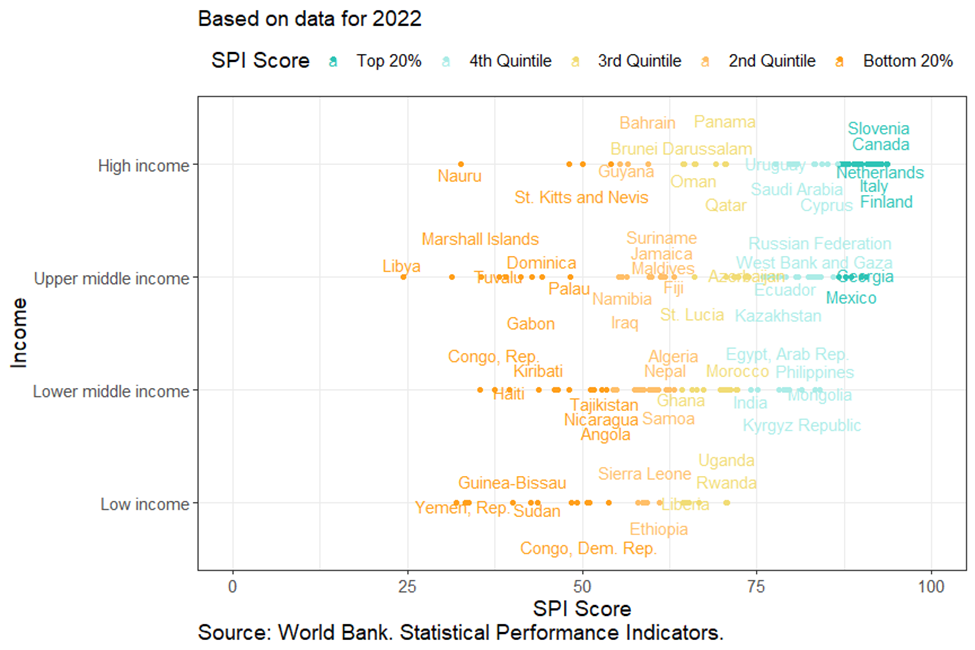 Based on data for 2022
SPI Score a Top 20% a 4th Quintile a 3rd Quintile a 2nd Quintile a Bottom 20%
Bahrain Panama
Slovenia
Canada
Brunei Darussalam
High income Uruguay
Nauru Guyana Netherlands
Oman Italy
St. Kitts and Nevis Saudi Arabia
Qatar Cyprus Finland
Marshall Islands Suriname Russian Federation
Jamaica
Libya Dominica Maldives West Bank and Gaza
Upper middle income Tuvalu Azerbaijan Georgia
Palau Fiji Ecuador
Namibia Mexico
St. Lucia Kazakhstan
Gabon Iraq
Income
Congo, Rep. Algeria Egypt, Arab Rep.
Kiribati Nepal Morocco Philippines
Lower middle income Haiti Mongolia
Tajikistan Ghana India
Nicaragua Samoa Kyrgyz Republic
Angola
Uganda
Sierra Leone
Guinea-Bissau Rwanda
Low income Yemen, Rep. Sudan Liberia
Ethiopia
Congo, Dem. Rep.
0 25 50 75 100
SPI Score
Source: World Bank. Statistical Performance Indicators.